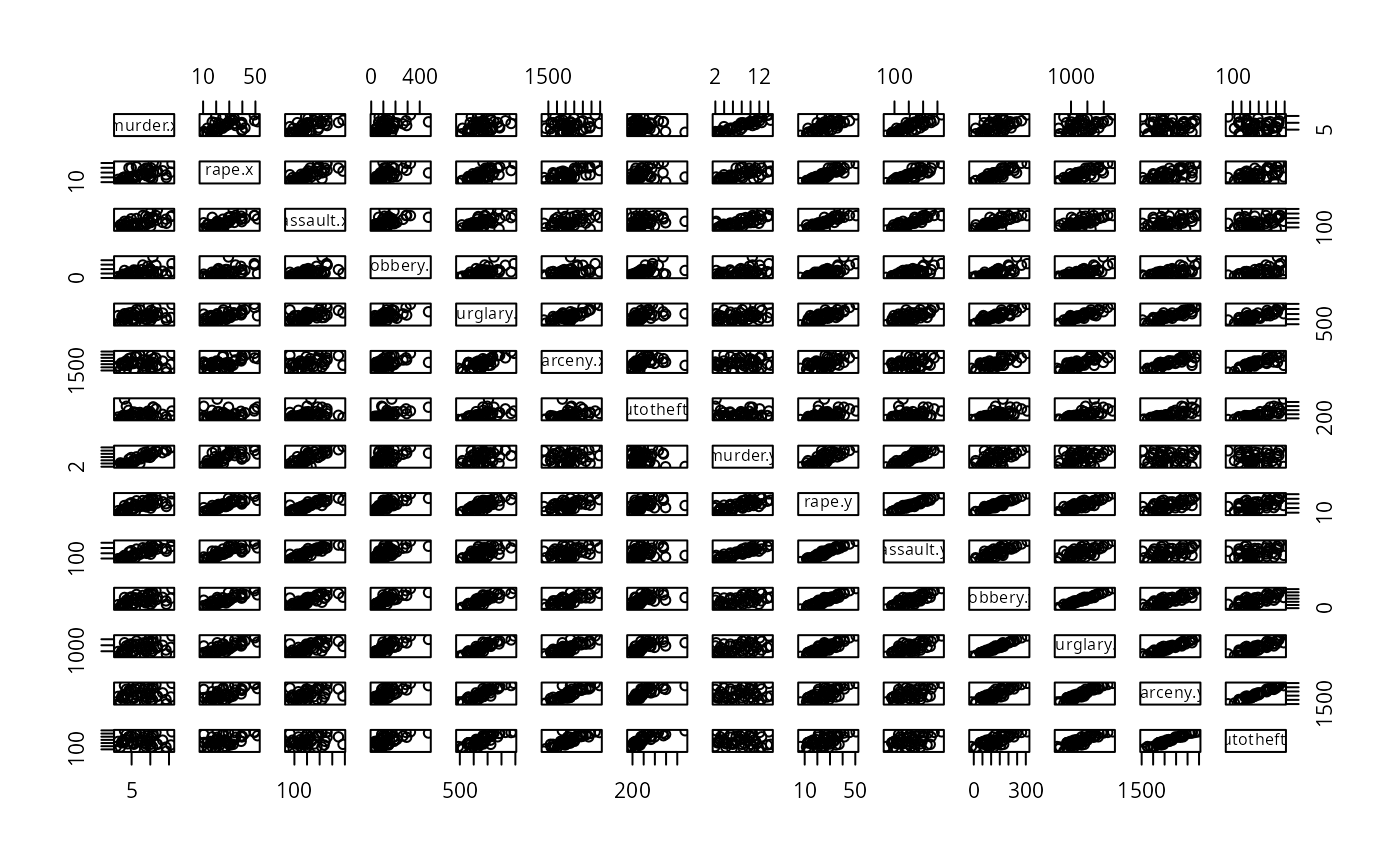 10 50 0 400 1500 2 12 100 1000 100
murder.x 5
10 rape.x
assault.x 100
0 obbery.
urglary. 500
1500 arceny.x
utotheft 200
2 murder.y
rape.y 10
100 assault.y
obbery. 0
1000 urglary.
arceny.y 1500
100 utotheft
5 100 500 200 10 50 0 300 1500